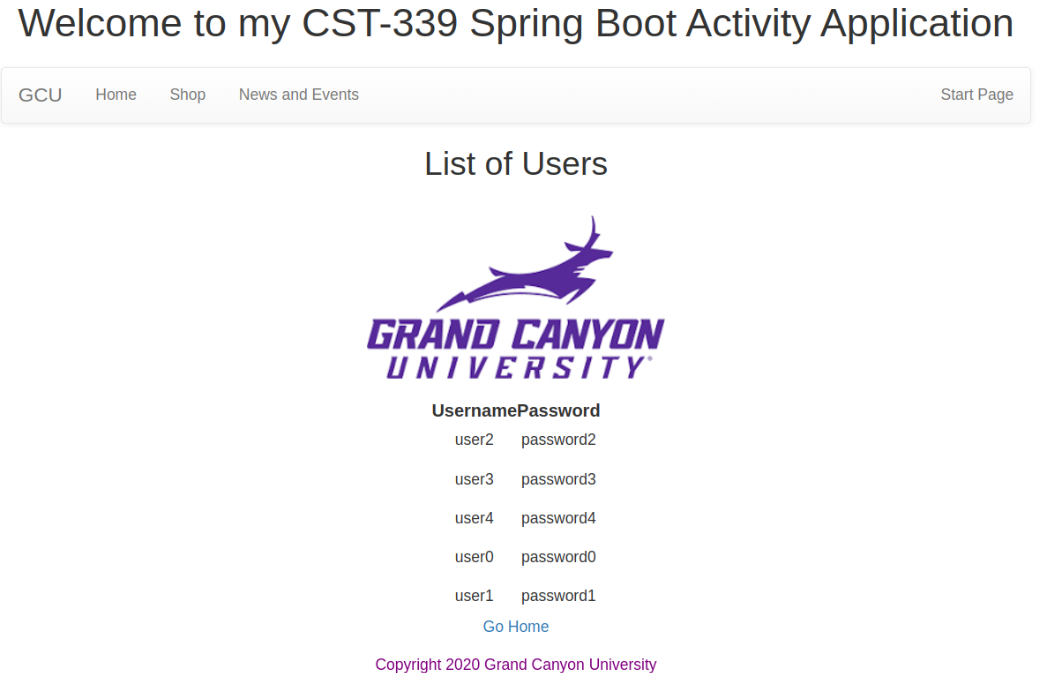 Welcome to my CST-339 Spring Boot Activity Application
GCU Home Shop News and Events Start Page
List of Users
GRAND CANYON
UNIVERSITY®
UsernamePassword
user2 password2
user3 password3
user4 password4
user0 password0
user1 password1
Go Home
Copyright 2020 Grand Canyon University